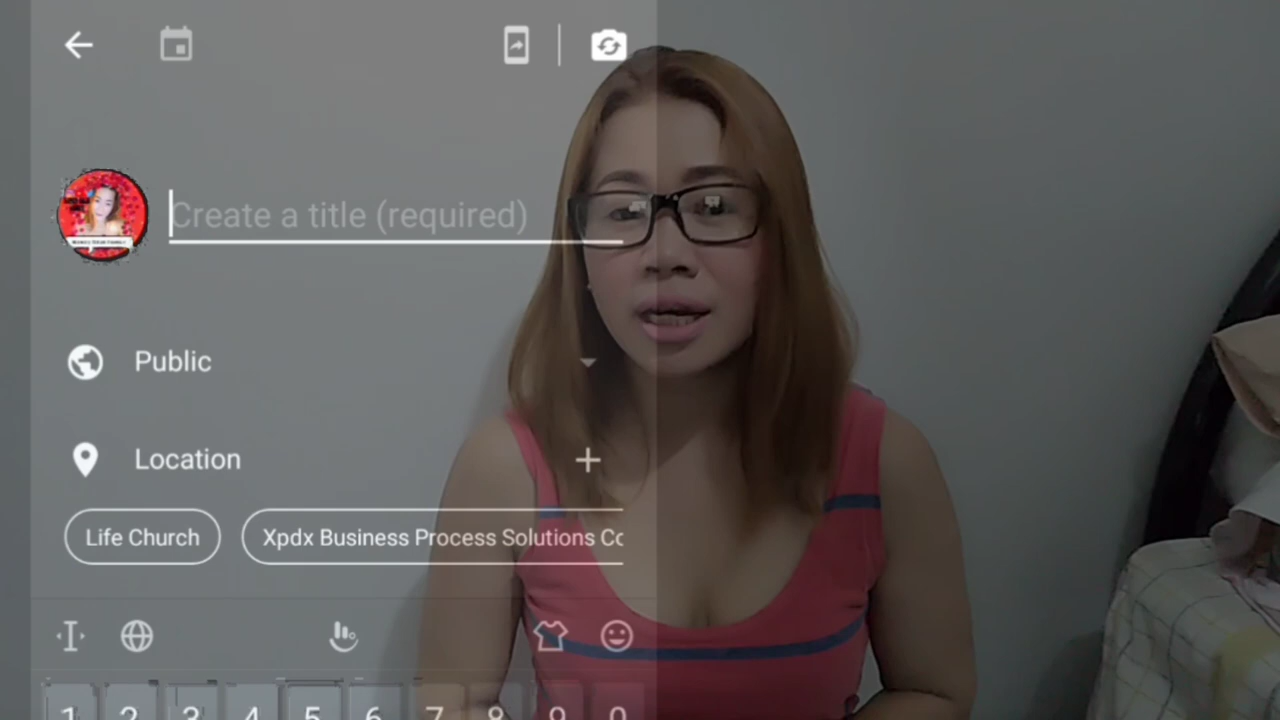 Create a title (required)
Public
Location
Life Church
Xpdx Business Process Solutions Co
1 2 3 4 5 6 7 8 9 0